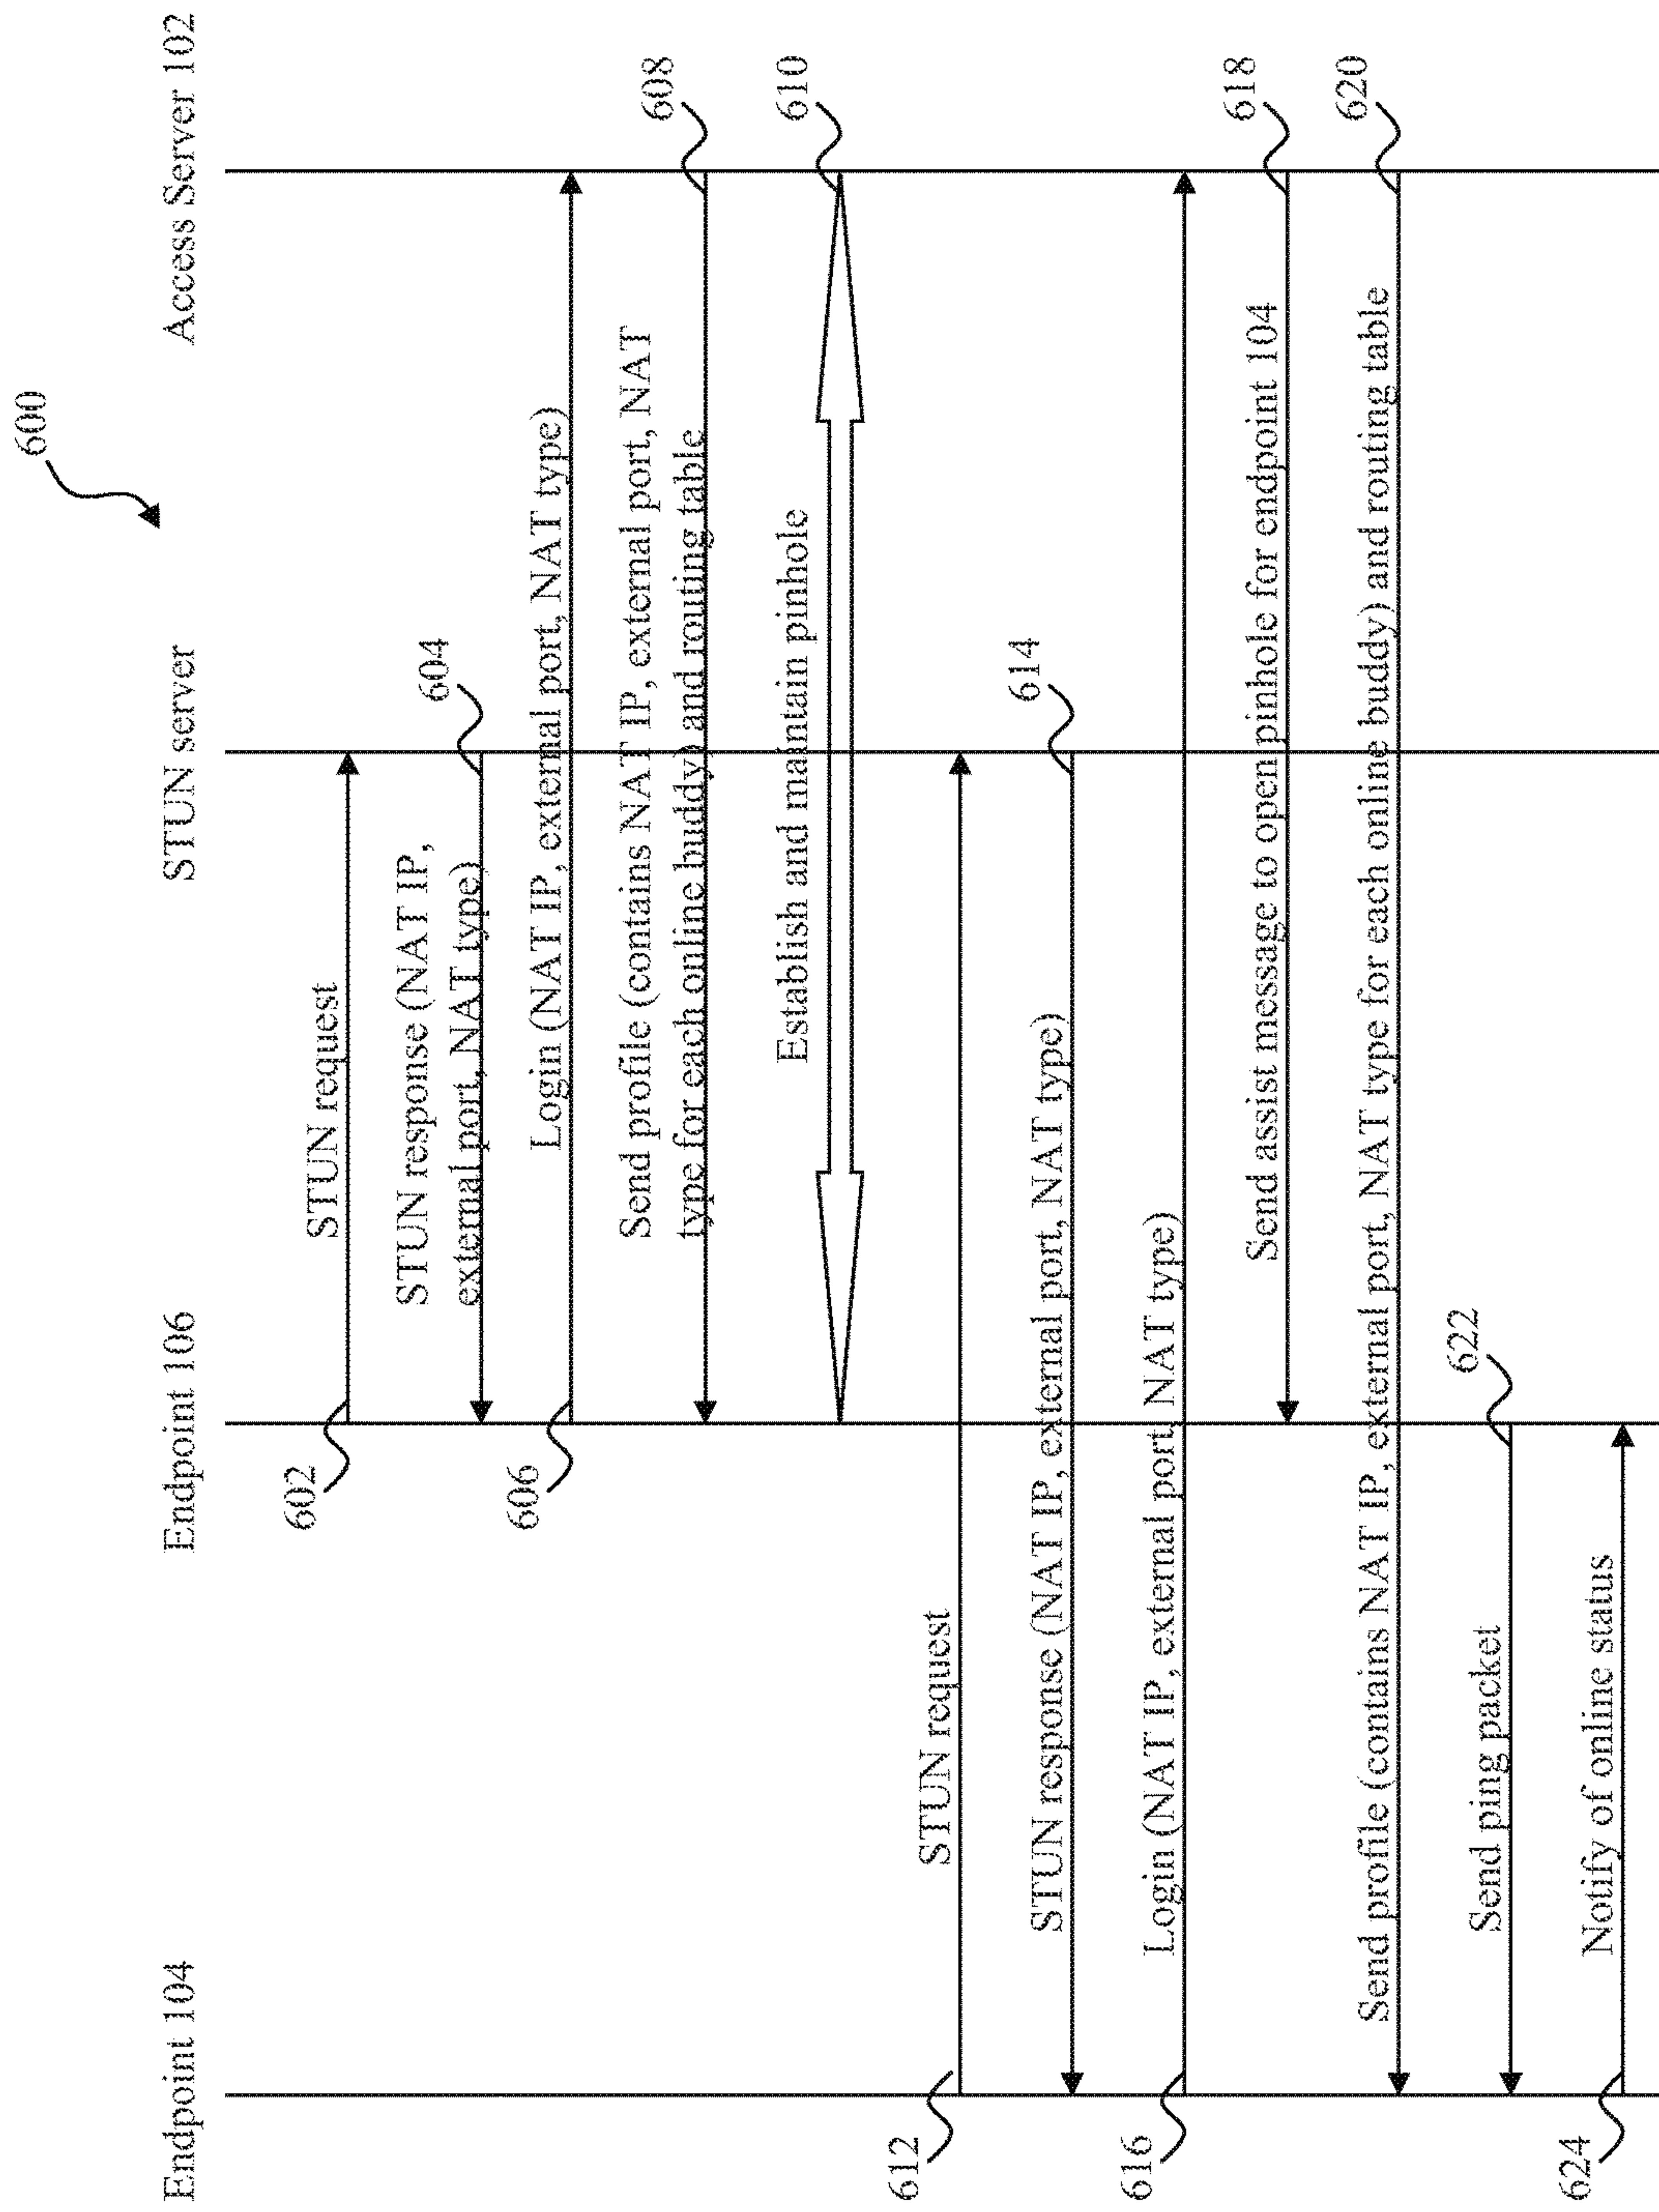 600
Endpoint 104
Endpoint 106
STUN server
Access Server 102
602
STUN request
STUN response (NAT IP,
external port, NAT type)
604
606
Login (NAT IP, external port, NAT type)
Send profile (contains NAT IP, external port, NAT
type for each online buddy) and routing table
608
Establish and maintain pinhole
610
612
STUN request
STUN response (NAT IP, external port, NAT type)
614
616
Login (NAT IP, external port, NAT type)
Send assist message to open pinhole for endpoint 104
618
Send profile (contains NAT IP, external port, NAT type for each online buddy) and routing table
620
Send ping packet
622
624
Notify of online status